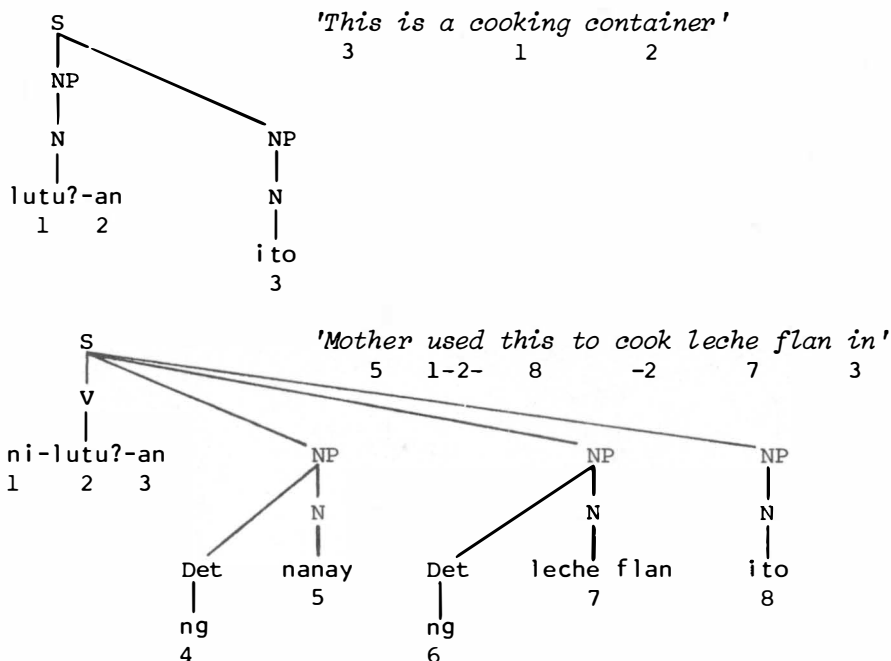 S 'This is a cooking container'
3 1 2
NP
N NP
lutu?-an N
1 2
ito
3
S 'Mother used this to cook leche flan in'
5 1-2- 8 -2 7 3
V
ni-lutu?-an NP NP NP
1 2 3
N N N
Det nanay Det leche flan ito
5 7 8
ng ng
4 6